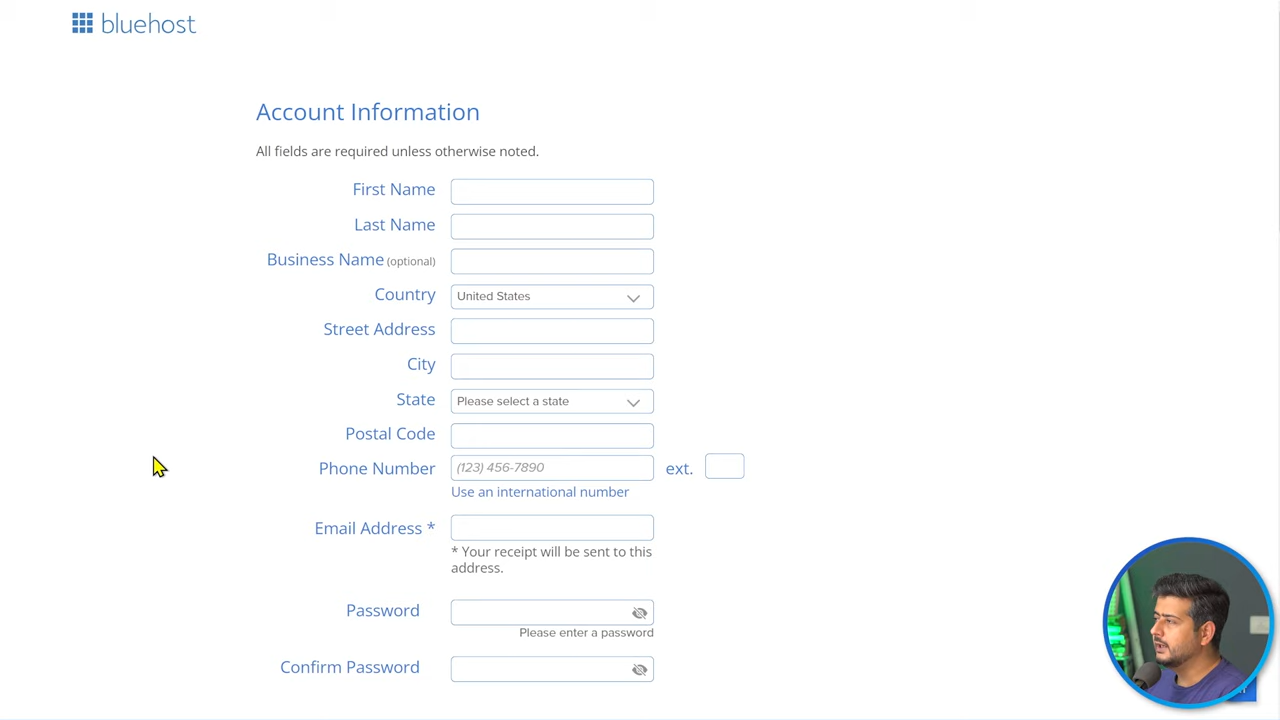 bluehost
Account Information
All fields are required unless otherwise noted.
First Name
Last Name
Business Name (optional)
Country United States
Street Address
City
State Please select a state
Postal Code
Phone Number (123) 456-7890 ext.
Use an international number
Email Address *
* Your receipt will be sent to this
address.
Password
Please enter a password
Confirm Password